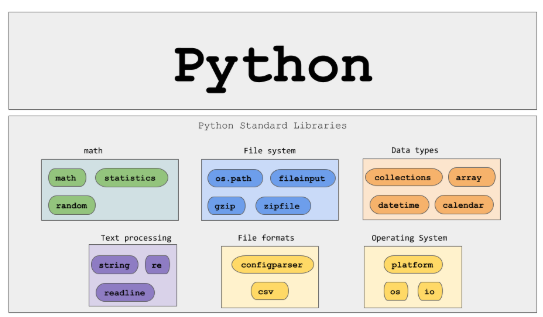 Python
Python Standard Libraries
math
math statistics
random
File system
os.path fileinput
gzip zipfile
Data types
collections array
datetime calendar
Text processing
string re
readline
File formats
configparser
csv
Operating System
platform
os io